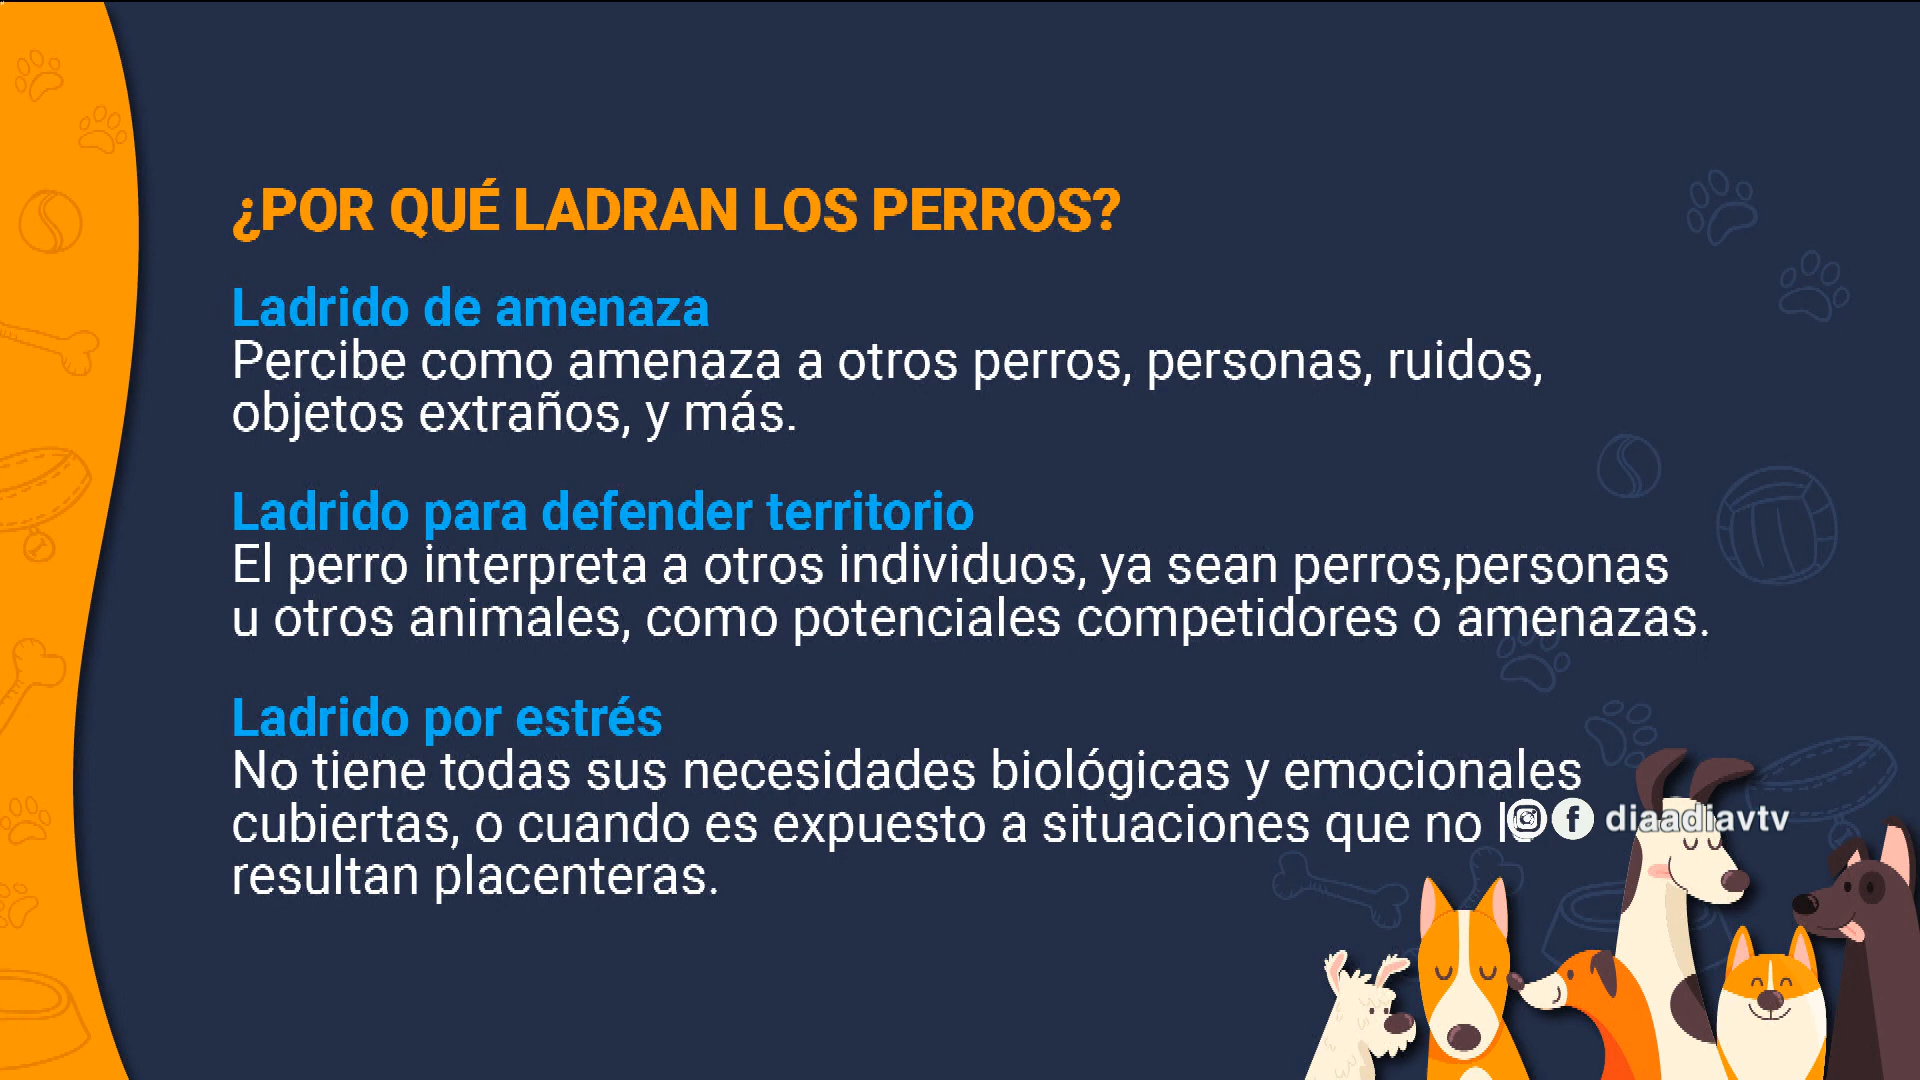 ¿POR QUÉ LADRAN LOS PERROS?
Ladrido de amenaza
Percibe como amenaza a otros perros, personas, ruidos,
objetos extraños, y más.
Ladrido para defender territorio
El perro interpreta a otros individuos, ya sean perros,personas
u otros animales, como potenciales competidores o amenazas.
Ladrido por estrés
No tiene todas sus necesidades biológicas y emocionales
cubiertas, o cuando es expuesto a situaciones que no
diaadiavtv
resultan placenteras.